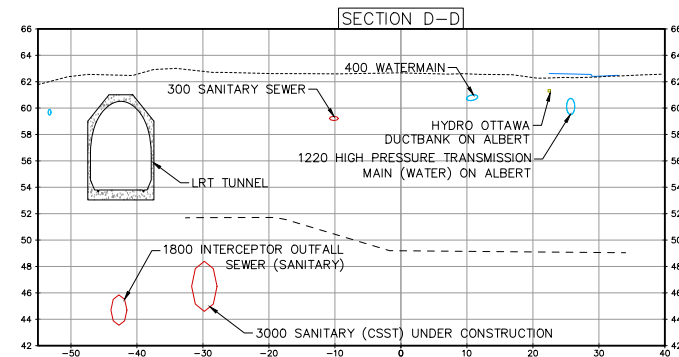 SECTION D-D
66 66
64 64
400 WATERMAIN
62 62
300 SANITARY SEWER
60 60
HYDRO OTTAWA
DUCTBANK ON ALBERT
58 58
1220 HIGH PRESSURE TRANSMISSION
MAIN (WATER) ON ALBERT
56 56
LRT TUNNEL
54 54
52 52
50 50
1800 INTERCEPTOR OUTFALL
SEWER (SANITARY)
48 48
46 46
44 44
3000 SANITARY (CSST) UNDER CONSTRUCTION
42 42
-50 -40 -30 -20 -10 0 10 20 30 40